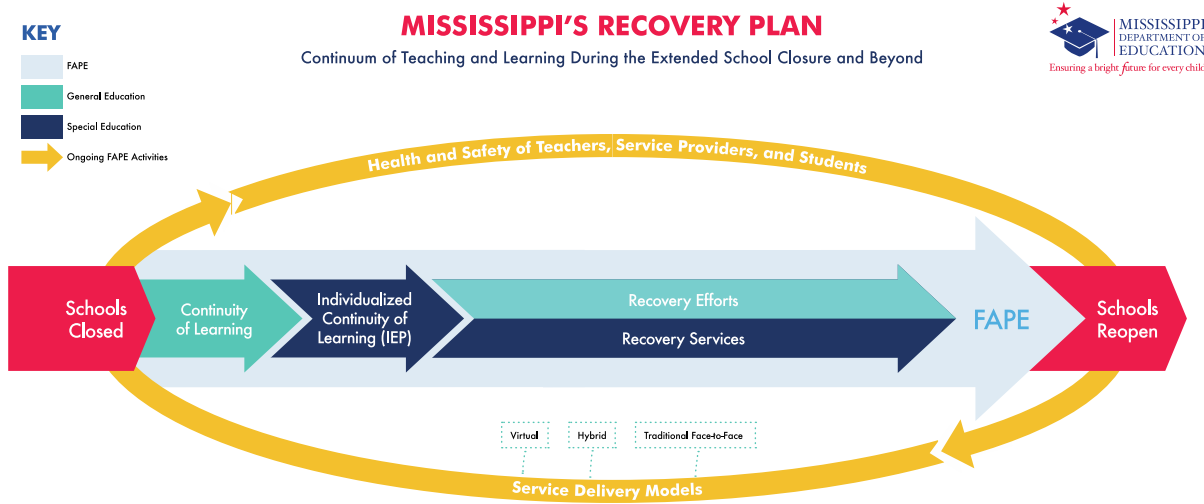 KEY
FAPE
General Education
Special Education
Ongoing FAPE Activities
MISSISSIPPI'S RECOVERY PLAN
Continuum of Teaching and Learning During the Extended School Closure and Beyond
MISSISSIPPI
DEPARTMENT OF
EDUCATION
Ensuring a bright future for every child
Health and Safety of Teachers, Service Providers, and Students
Schools
Closed
Continuity
of Learning
Individualized
Continuity of
Learning (IEP)
Recovery Efforts
Recovery Services
FAPE
Schools
Reopen
Virtual
Hybrid
Traditional Face-to-Face
Service Delivery Models